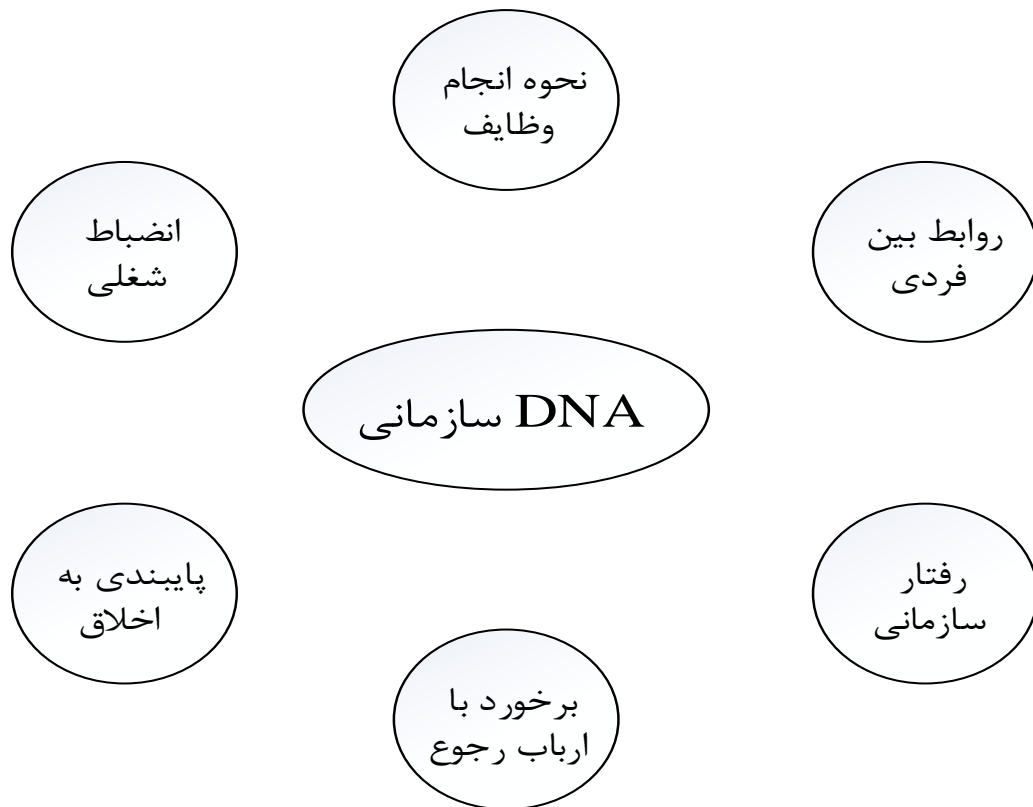 نحوه انجام
وظایف
روابط بین
فردی
انضباط
شغلی
DNA سازمانی
رفتار
سازمانی
پایبندی به
اخلاق
برخورد با
ارباب رجوع